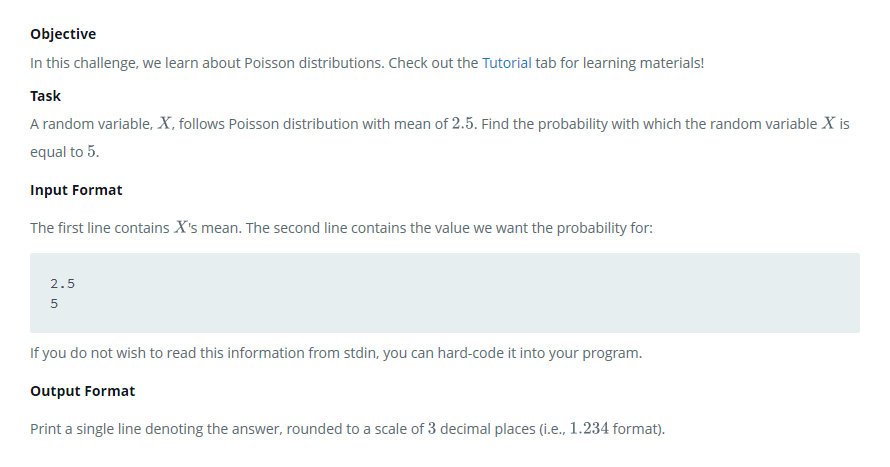 Objective
In this challenge, we learn about Poisson distributions. Check out the Tutorial tab for learning materials!
Task
A random variable, X, follows Poisson distribution with mean of 2.5. Find the probability with which the random variable X is
equal to 5.
Input Format
The first line contains X's mean. The second line contains the value we want the probability for:
2.5
5
If you do not wish to read this information from stdin, you can hard-code it into your program.
Output Format
Print a single line denoting the answer, rounded to a scale of 3 decimal places (i.e., 1.234 format).